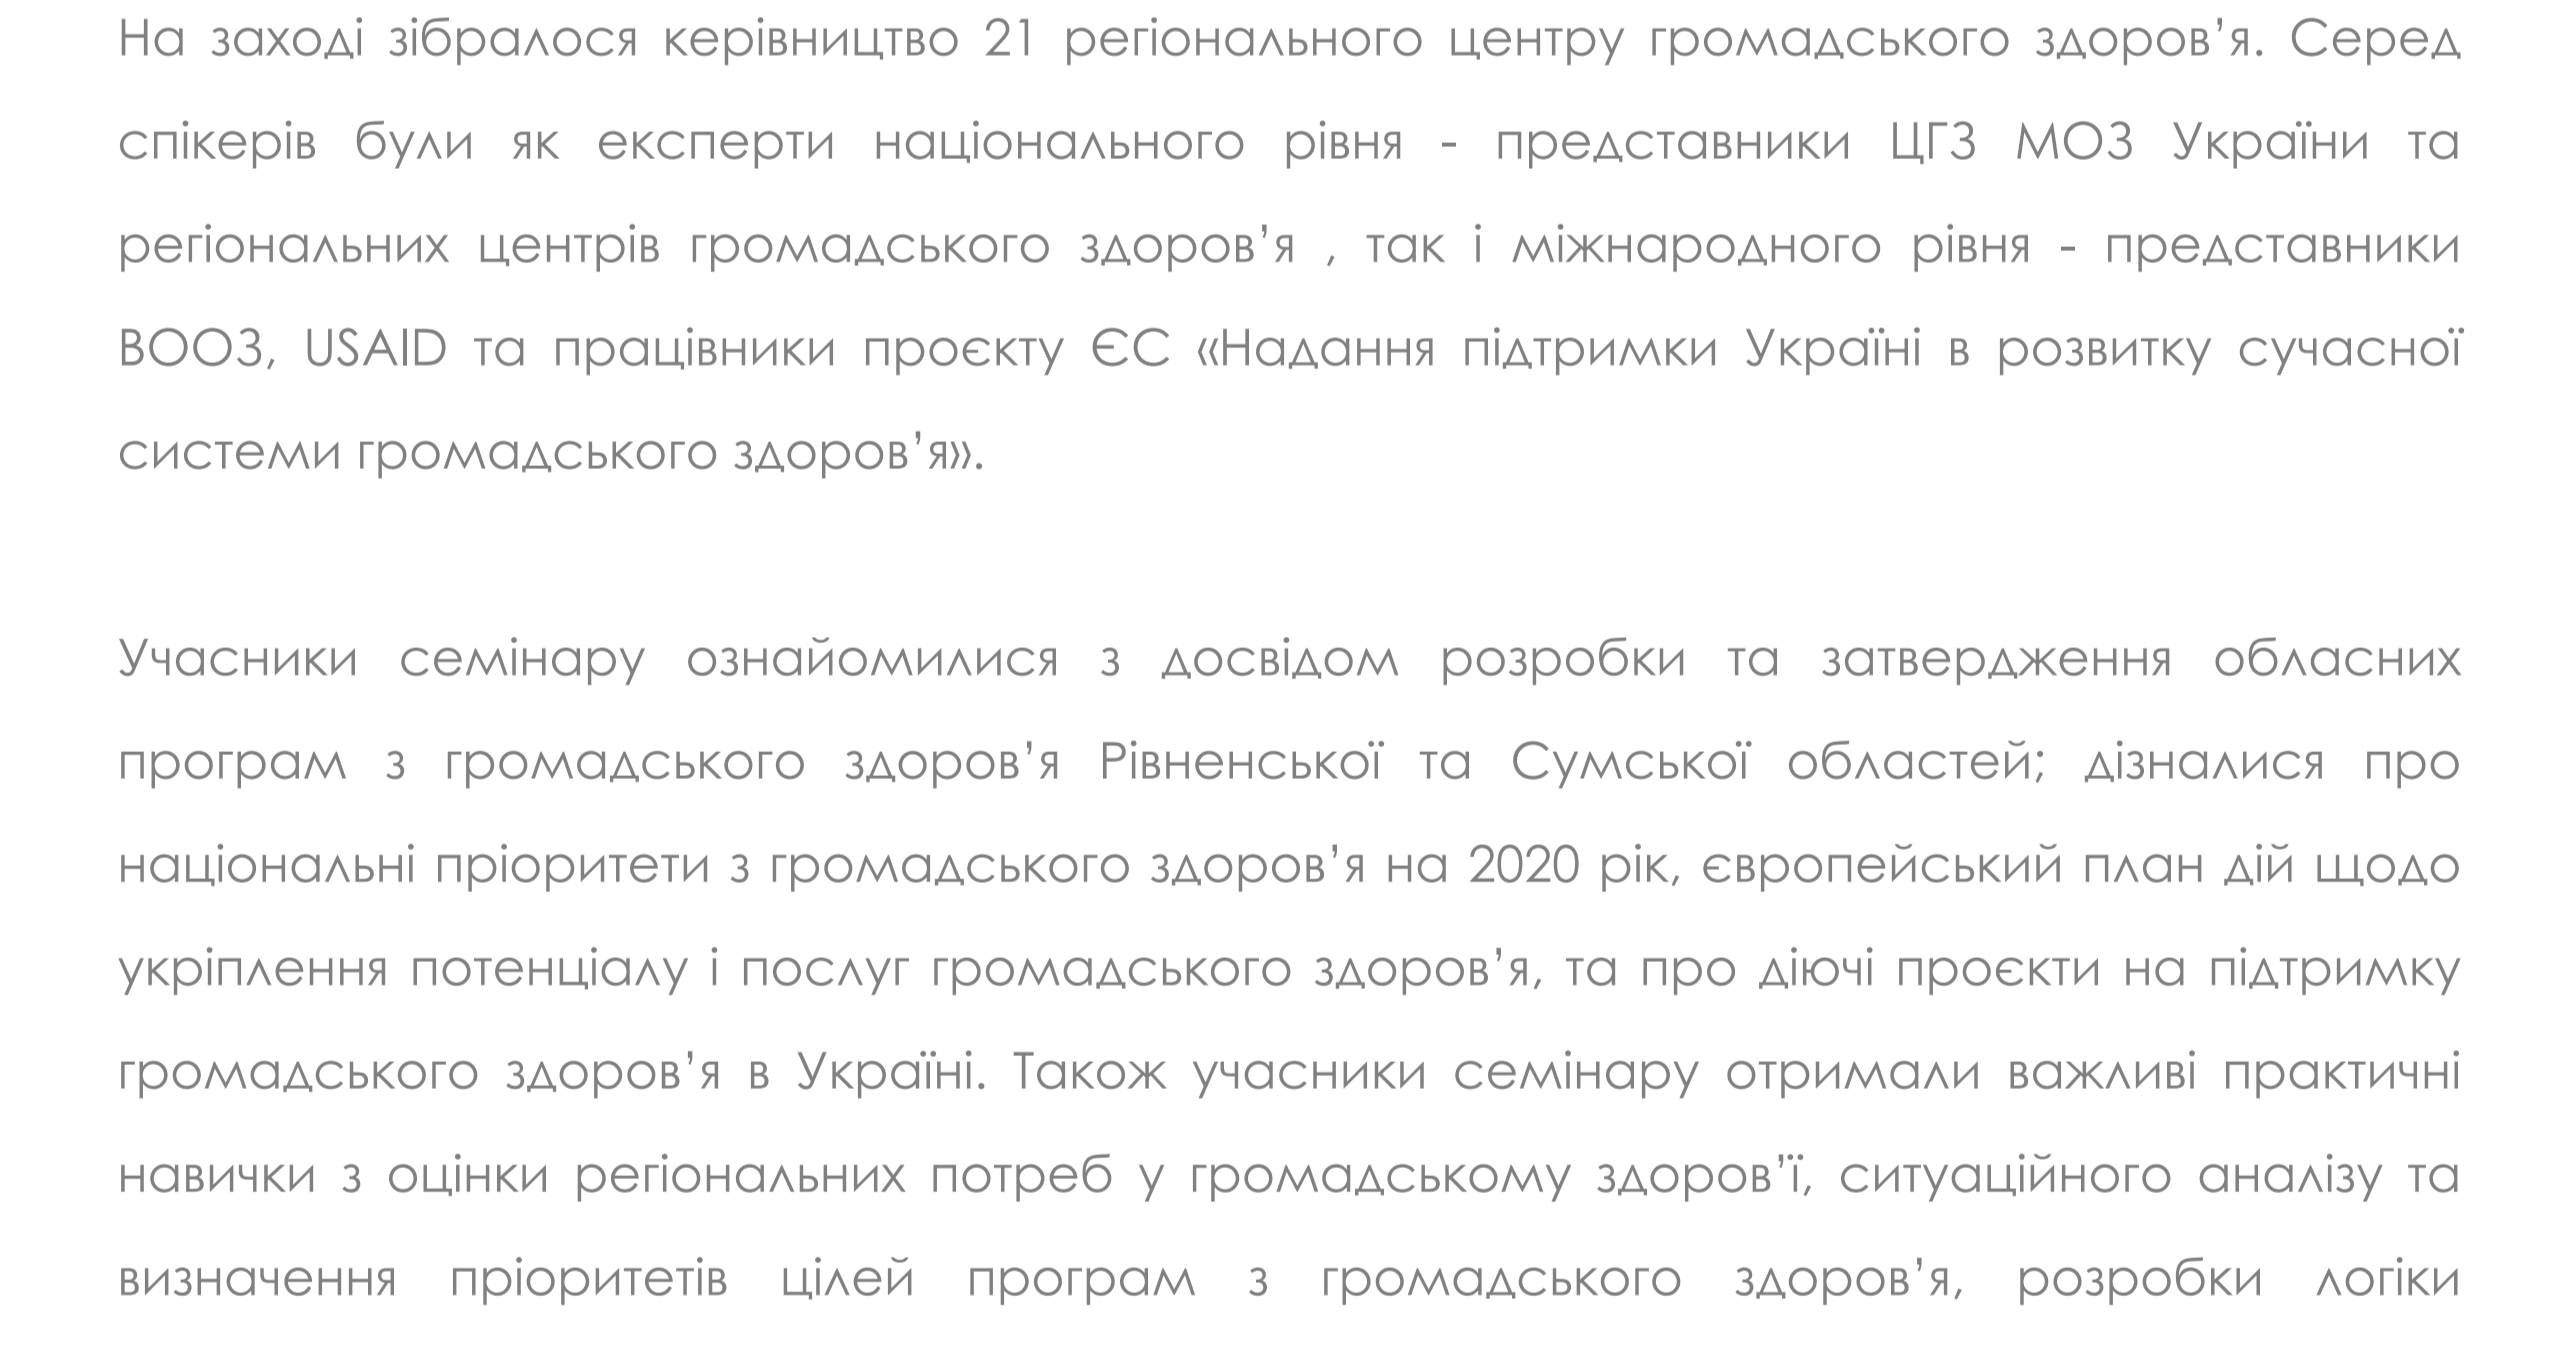 На заході зібралося керівництво 21 регіонального центру громадського здоров’я. Серед
спікерів були як експерти національного рівня - представники ЦГЗ МОЗ України та
регіональних центрів громадського здоров’я , так і міжнародного рівня - представники
ВООЗ, USAID та працівники проєкту ЄС «Надання підтримки Україні в розвитку сучасної
системи громадського здоров’я».
Учасники семінару ознайомилися з досвідом розробки та затвердження обласних
програм з громадського здоров’я Рівненської та Сумської областей; дізналися про
національні пріоритети з громадського здоров’я на 2020 рік, європейський план дій щодо
укріплення потенціалу і послуг громадського здоров’я, та про діючі проєкти на підтримку
громадського здоров’я в Україні. Також учасники семінару отримали важливі практичні
навички з оцінки регіональних потреб у громадському здоров’ї, ситуаційного аналізу та
визначення пріоритетів цілей програм з громадського здоров’я, розробки логіки